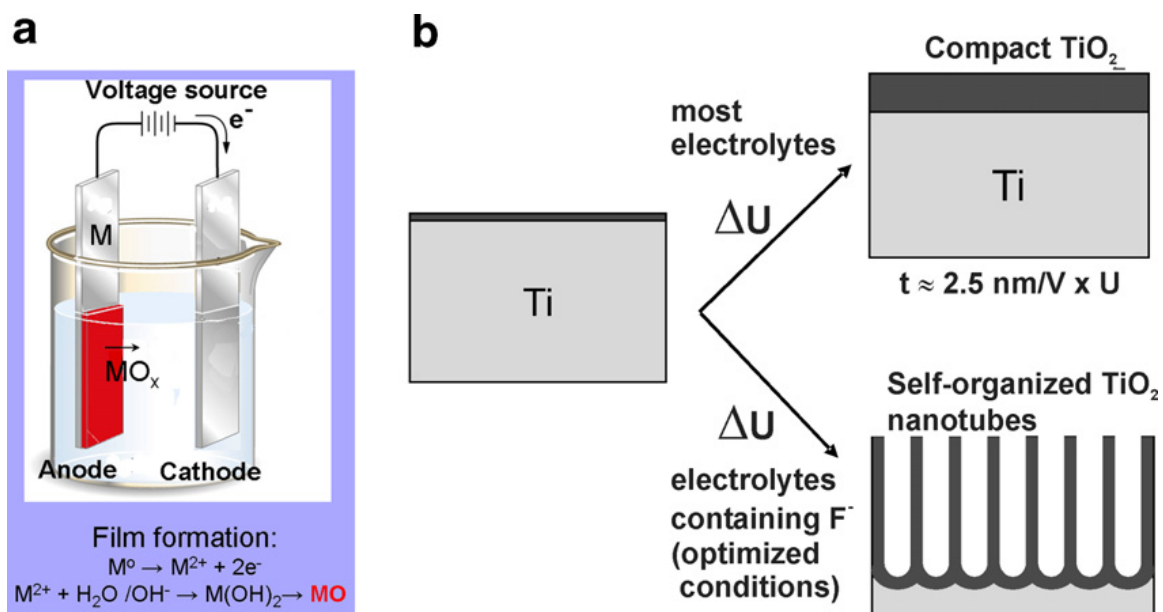 a
Voltage source
e⁻
M
MOₓ
Anode
Cathode
Film formation:
M⁰ → M²⁺ + 2e⁻
M²⁺ + H₂O /OH⁻ → M(OH)₂→ MO
b
Ti
most
electrolytes
ΔU
Compact TiO₂
Ti
t ≈ 2.5 nm/V x U
ΔU
electrolytes
containing F⁻
(optimized
conditions)
Self-organized TiO₂
nanotubes